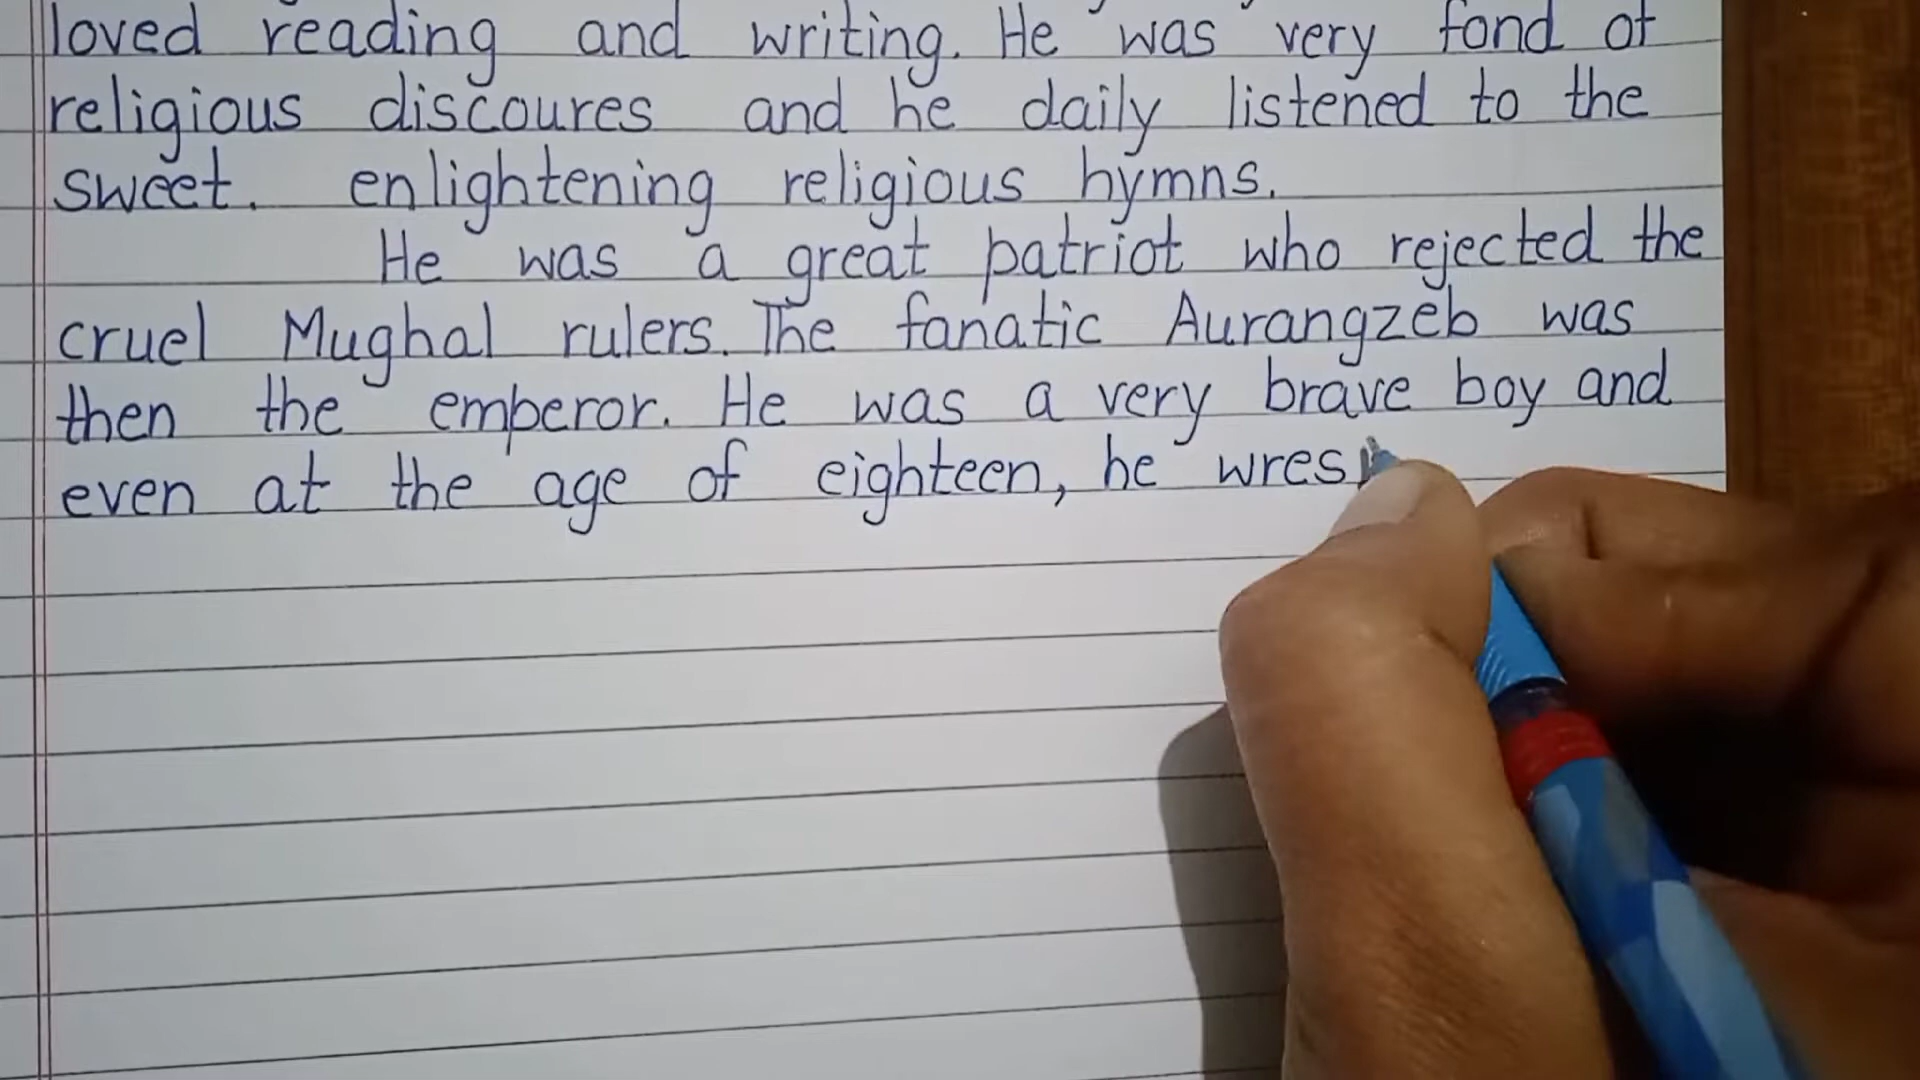 loved reading and writing. He was very fond of
religious discoures and he daily listened to the
sweet. enlightening religious hymns.
He was a great patriot who rejected the
cruel Mughal rulers. The fanatic Aurangzeb was
then the emperor. He was a very brave boy and
even at the age of eighteen, he wres